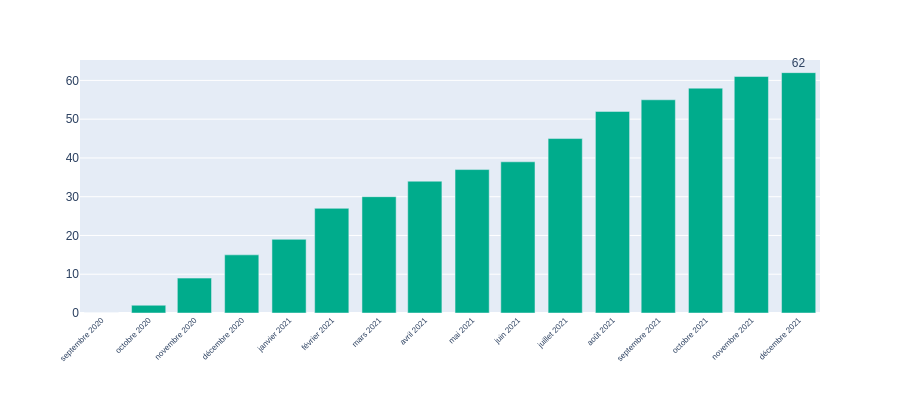 62
60
50
40
30
20
10
0
septembre 2020
octobre 2020
novembre 2020
décembre 2020
janvier 2021
février 2021
mars 2021
avril 2021
mai 2021
juin 2021
juillet 2021
août 2021
septembre 2021
octobre 2021
novembre 2021
décembre 2021